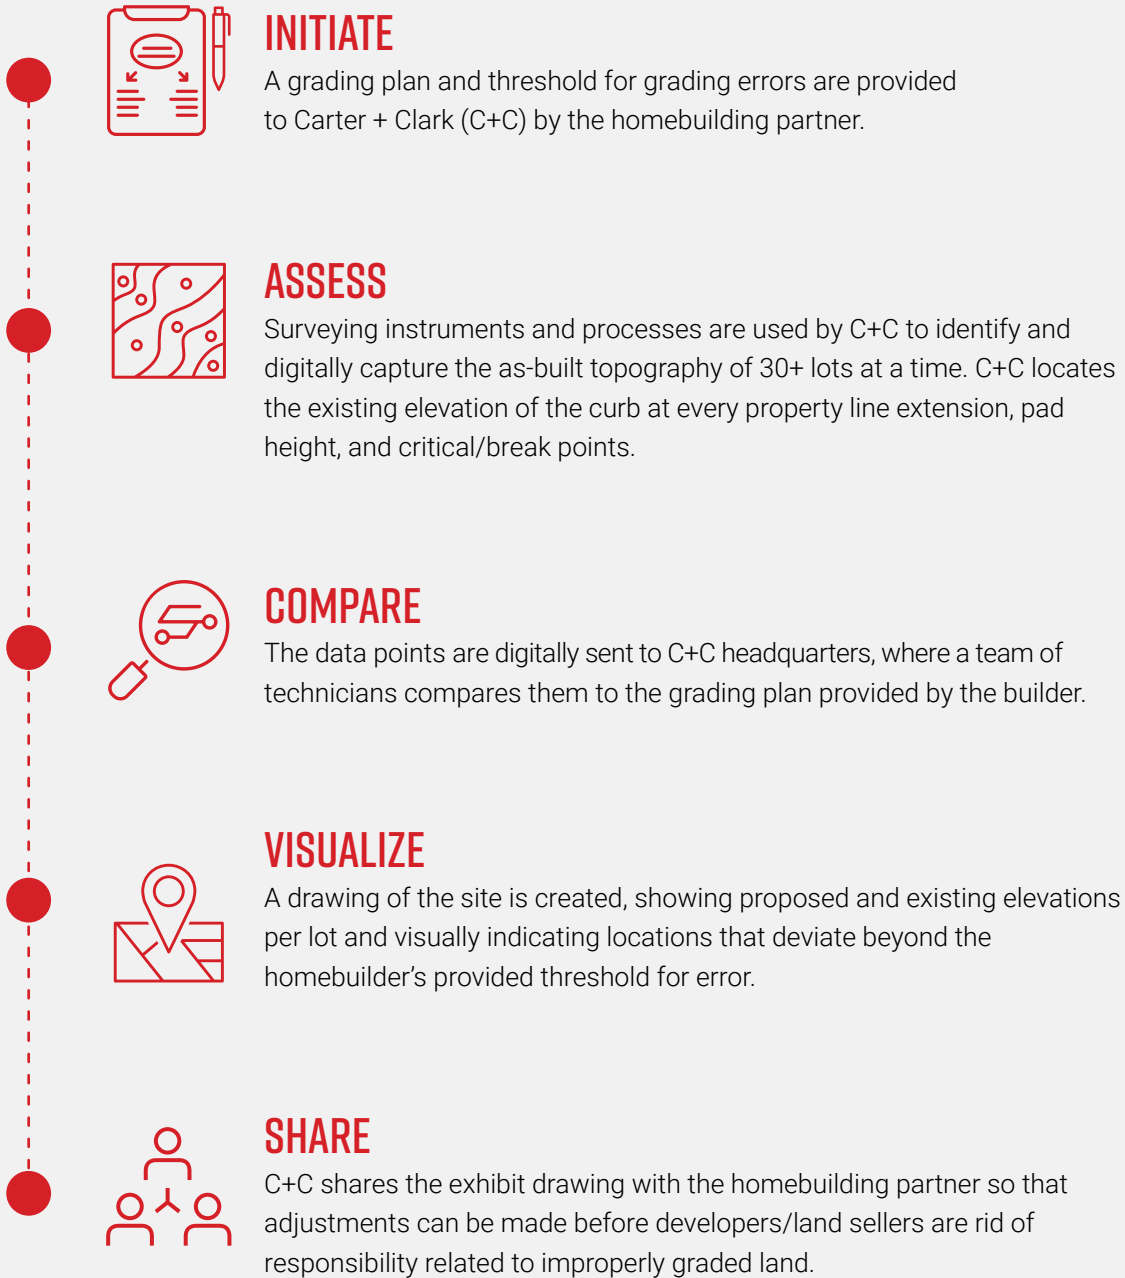 INITIATE
A grading plan and threshold for grading errors are provided
to Carter + Clark (C+C) by the homebuilding partner.
ASSESS
Surveying instruments and processes are used by C+C to identify and
digitally capture the as-built topography of 30+ lots at a time. C+C locates
the existing elevation of the curb at every property line extension, pad
height, and critical/break points.
COMPARE
The data points are digitally sent to C+C headquarters, where a team of
technicians compares them to the grading plan provided by the builder.
VISUALIZE
A drawing of the site is created, showing proposed and existing elevations
per lot and visually indicating locations that deviate beyond the
homebuilder’s provided threshold for error.
SHARE
C+C shares the exhibit drawing with the homebuilding partner so that
adjustments can be made before developers/land sellers are rid of
responsibility related to improperly graded land.